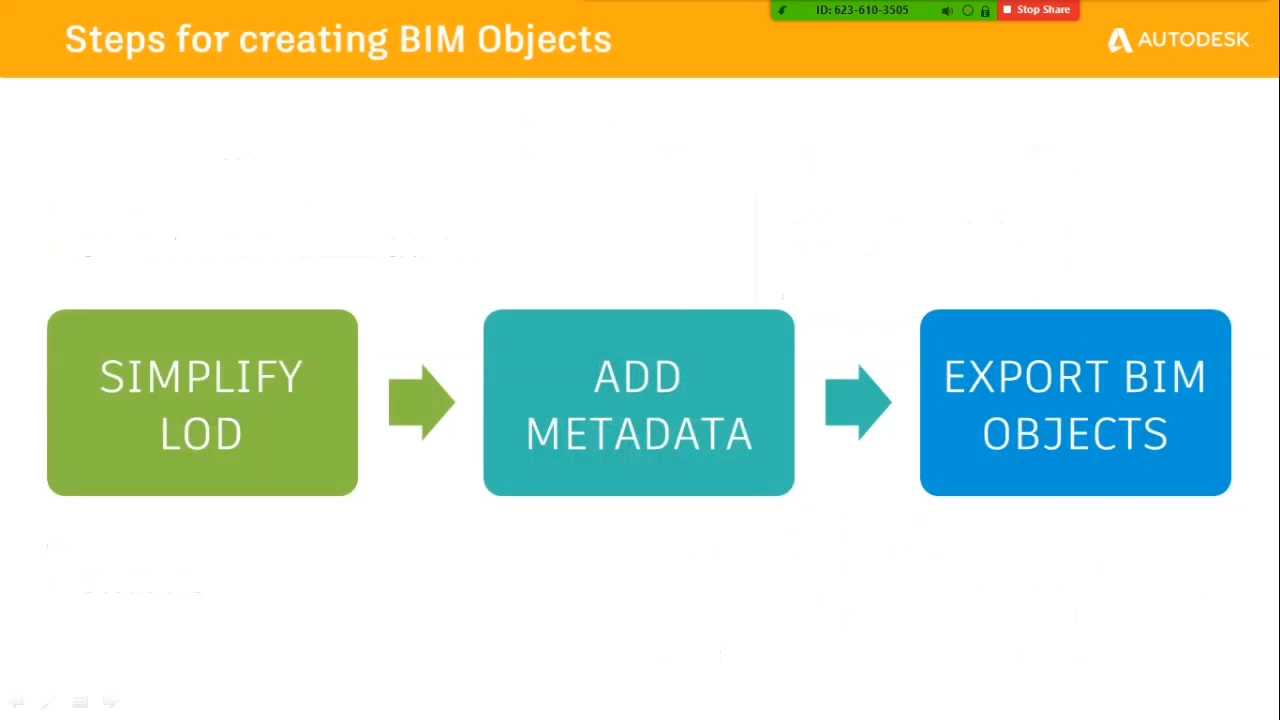 ID: 623-610-3505
Stop Share
Steps for creating BIM Objects
AUTODESK
SIMPLIFY
LOD
ADD
METADATA
EXPORT BIM
OBJECTS